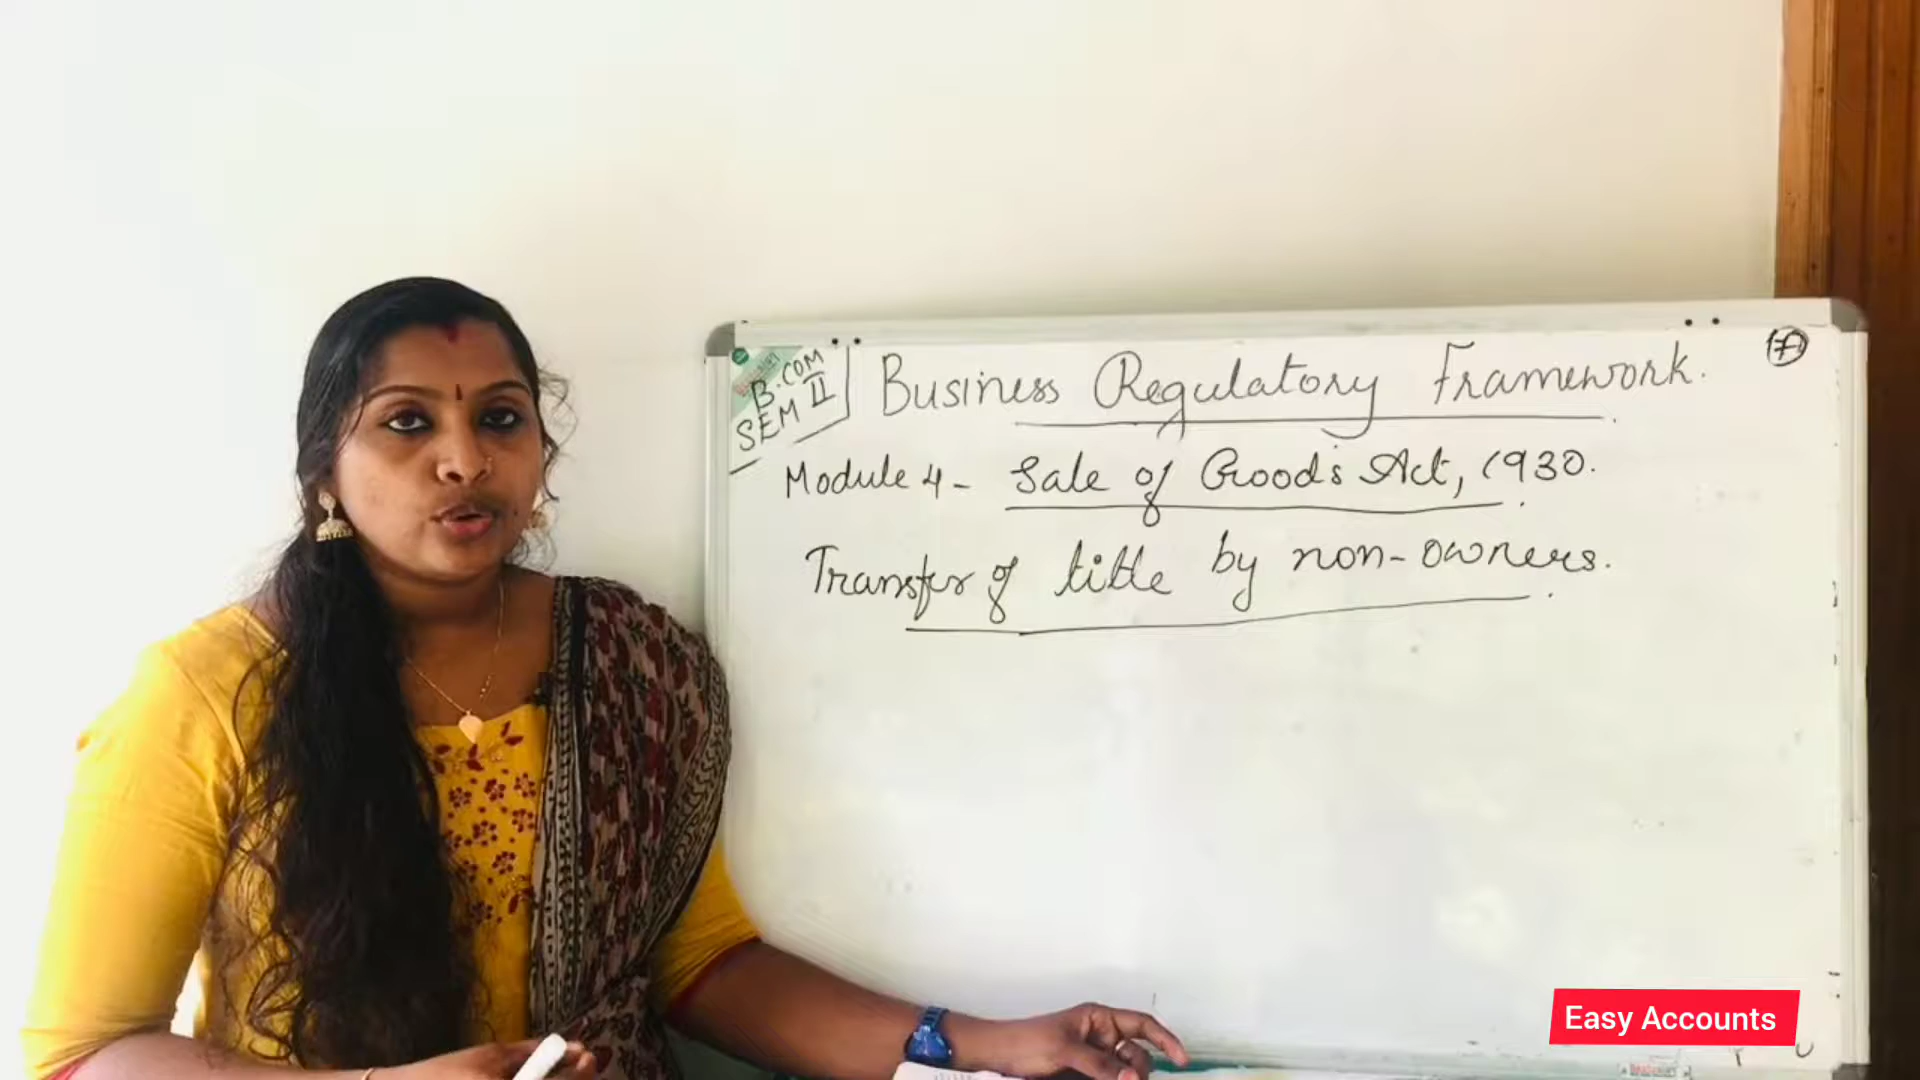 B.COM
SEM II
Business Regulatory Framework.
7
Module 4 - Sale of Goods Act, 1930.
Transfer of title by non-owners.
Easy Accounts